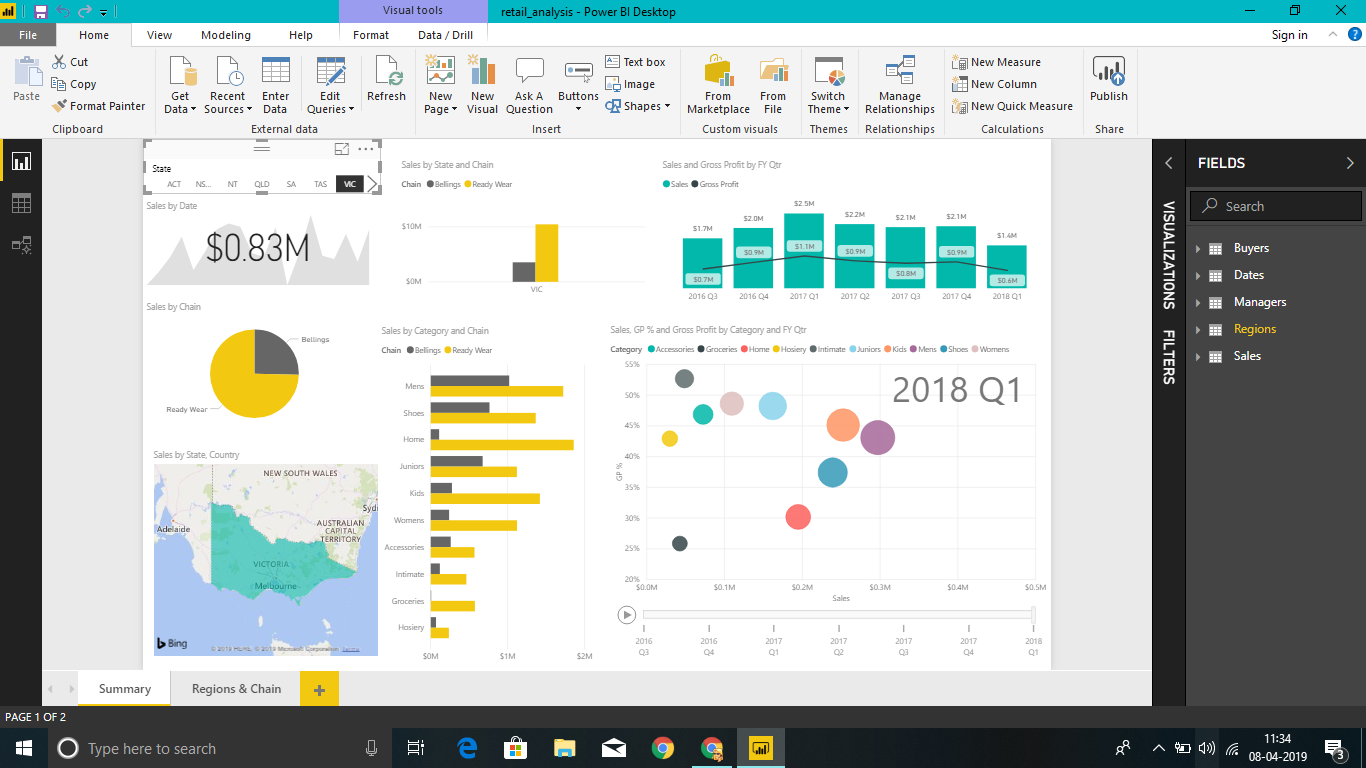 Visual tools
retail_analysis - Power BI Desktop
File Home View Modeling Help Format Data / Drill Sign in
Paste
Cut
Copy
Format Painter
Clipboard
Get Data
Recent Sources
Enter Data
Edit Queries
Refresh
External data
New Page
New Visual
Ask A Question
Buttons
Text box
Image
Shapes
Insert
From Marketplace
From File
Custom visuals
Switch Theme
Themes
Manage Relationships
Relationships
New Measure
New Column
New Quick Measure
Calculations
Publish
Share
State
ACT NS... NT QLD SA TAS VIC
Sales by Date
$0.83M
Sales by Chain
Bellings
Ready Wear
Sales by State, Country
NEW SOUTH WALES
Sydi
Adelaide
AUSTRALIAN
CAPITAL
TERRITORY
VICTORIA
Melbourne
Bing
© 2019 HERE, © 2019 Microsoft Corporation Terms
Sales by State and Chain
Chain Bellings Ready Wear
$10M
$0M
VIC
Sales by Category and Chain
Chain Bellings Ready Wear
Mens
Shoes
Home
Juniors
Kids
Womens
Accessories
Intimate
Groceries
Hosiery
$0M $1M $2M
Sales and Gross Profit by FY Qtr
Sales Gross Profit
$1.7M $2.0M $2.5M $2.2M $2.1M $2.1M $1.4M
$0.7M $0.9M $1.1M $0.9M $0.8M $0.9M $0.6M
2016 Q3 2016 Q4 2017 Q1 2017 Q2 2017 Q3 2017 Q4 2018 Q1
Sales, GP % and Gross Profit by Category and FY Qtr
Category Accessories Groceries Home Hosiery Intimate Juniors Kids Mens Shoes Womens
2018 Q1
55%
50%
45%
40%
35%
30%
25%
20%
GP %
$0.0M $0.1M $0.2M $0.3M $0.4M $0.5M
Sales
2016 2016 2017 2017 2017 2017 2018
Q3 Q4 Q1 Q2 Q3 Q4 Q1
VISUALIZATIONS
FILTERS
FIELDS
Search
Buyers
Dates
Managers
Regions
Sales
Summary Regions & Chain +
PAGE 1 OF 2
Type here to search
11:34
08-04-2019
3